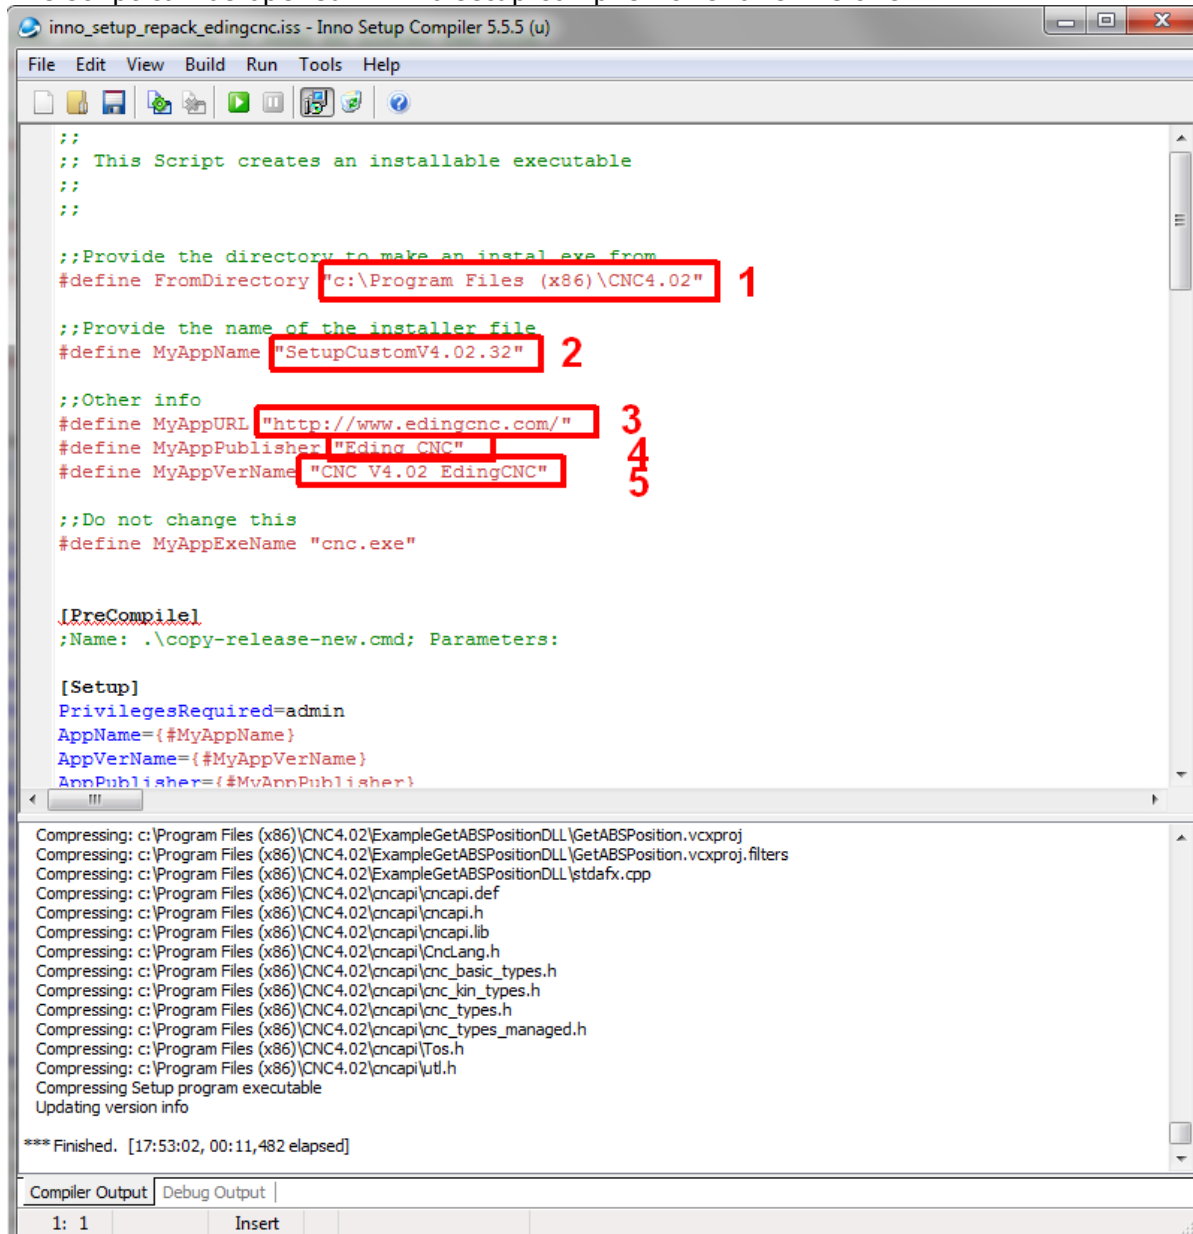 inno_setup_repack_edingcnc.iss - Inno Setup Compiler 5.5.5 (u)
File Edit View Build Run Tools Help
;;
;; This Script creates an installable executable
;;
;;
;;Provide the directory to make an instal exe from
#define FromDirectory "c:\Program Files (x86)\CNC4.02" 1
;;Provide the name of the installer file
#define MyAppName "SetupCustomV4.02.32" 2
;;Other info
#define MyAppURL "http://www.edingcnc.com/" 3
#define MyAppPublisher "Eding CNC" 4
#define MyAppVerName "CNC V4.02 EdingCNC" 5
;;Do not change this
#define MyAppExeName "cnc.exe"
[PreCompile]
;Name: .\copy-release-new.cmd; Parameters:
[Setup]
PrivilegesRequired=admin
AppName={#MyAppName}
AppVerName={#MyAppVerName}
AppPublisher={#MyAppPublisher}
Compressing: c:\Program Files (x86)\CNC4.02\ExampleGetABSPositionDLL\GetABSPosition.vcxproj
Compressing: c:\Program Files (x86)\CNC4.02\ExampleGetABSPositionDLL\GetABSPosition.vcxproj.filters
Compressing: c:\Program Files (x86)\CNC4.02\ExampleGetABSPositionDLL\stdafx.cpp
Compressing: c:\Program Files (x86)\CNC4.02\cncapi\cncapi.def
Compressing: c:\Program Files (x86)\CNC4.02\cncapi\cncapi.h
Compressing: c:\Program Files (x86)\CNC4.02\cncapi\cncapi.lib
Compressing: c:\Program Files (x86)\CNC4.02\cncapi\CncLang.h
Compressing: c:\Program Files (x86)\CNC4.02\cncapi\cnc_basic_types.h
Compressing: c:\Program Files (x86)\CNC4.02\cncapi\cnc_kin_types.h
Compressing: c:\Program Files (x86)\CNC4.02\cncapi\cnc_types.h
Compressing: c:\Program Files (x86)\CNC4.02\cncapi\cnc_types_managed.h
Compressing: c:\Program Files (x86)\CNC4.02\cncapi\Tos.h
Compressing: c:\Program Files (x86)\CNC4.02\cncapi\utl.h
Compressing Setup program executable
Updating version info
*** Finished. [17:53:02, 00:11,482 elapsed]
Compiler Output Debug Output
1: 1 Insert